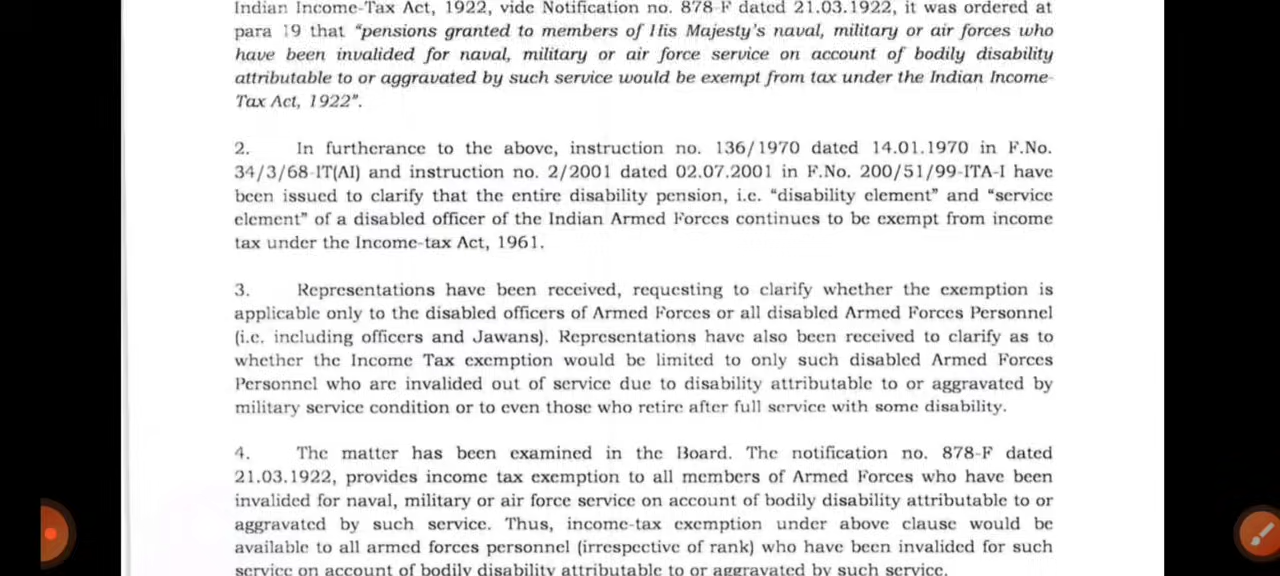 Indian Income-Tax Act, 1922, vide Notification no. 878-F dated 21.03.1922, it was ordered at
para 19 that "pensions granted to members of His Majesty's naval, military or air forces who
have been invalided for naval, military or air force service on account of bodily disability
attributable to or aggravated by such service would be exempt from tax under the Indian Income-
Tax Act, 1922".
2. In furtherance to the above, instruction no. 136/1970 dated 14.01.1970 in F.No.
34/3/68-IT(AI) and instruction no. 2/2001 dated 02.07.2001 in F.No. 200/51/99-ITA-I have
been issued to clarify that the entire disability pension, i.e. "disability element" and "service
element" of a disabled officer of the Indian Armed Forces continues to be exempt from income
tax under the Income-tax Act, 1961.
3. Representations have been received, requesting to clarify whether the exemption is
applicable only to the disabled officers of Armed Forces or all disabled Armed Forces Personnel
(i.e. including officers and Jawans). Representations have also been received to clarify as to
whether the Income Tax exemption would be limited to only such disabled Armed Forces
Personnel who are invalided out of service due to disability attributable to or aggravated by
military service condition or to even those who retire after full service with some disability.
4. The matter has been examined in the Board. The notification no. 878-F dated
21.03.1922, provides income tax exemption to all members of Armed Forces who have been
invalided for naval, military or air force service on account of bodily disability attributable to or
aggravated by such service. Thus, income-tax exemption under above clause would be
available to all armed forces personnel (irrespective of rank) who have been invalided for such
service on account of bodily disability attributable to or aggravated by such service.